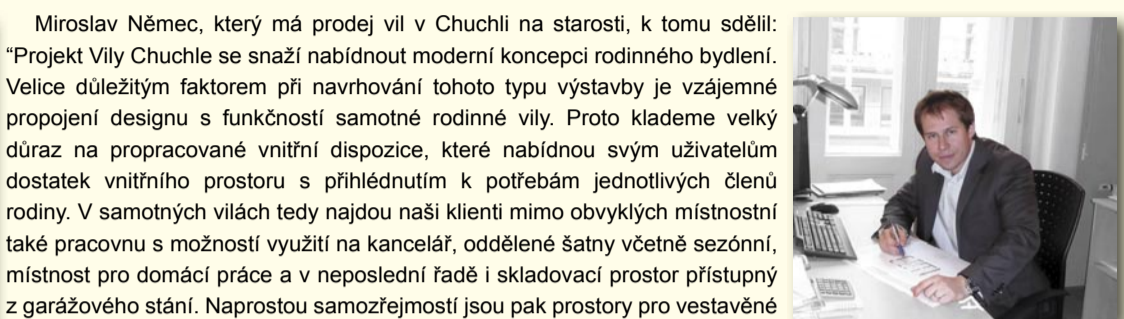 Miroslav Němec, který má prodej vil v Chuchli na starosti, k tomu sdělil:
“Projekt Vily Chuchle se snaží nabídnout moderní koncepci rodinného bydlení.
Velice důležitým faktorem při navrhování tohoto typu výstavby je vzájemné
propojení designu s funkčností samotné rodinné vily. Proto klademe velký
důraz na propracované vnitřní dispozice, které nabídnou svým uživatelům
dostatek vnitřního prostoru s přihlédnutím k potřebám jednotlivých členů
rodiny. V samotných vilách tedy najdou naši klienti mimo obvyklých místnostní
také pracovnu s možností využití na kancelář, oddělené šatny včetně sezónní,
místnost pro domácí práce a v neposlední řadě i skladovací prostor přístupný
z garážového stání. Naprostou samozřejmostí jsou pak prostory pro vestavěné